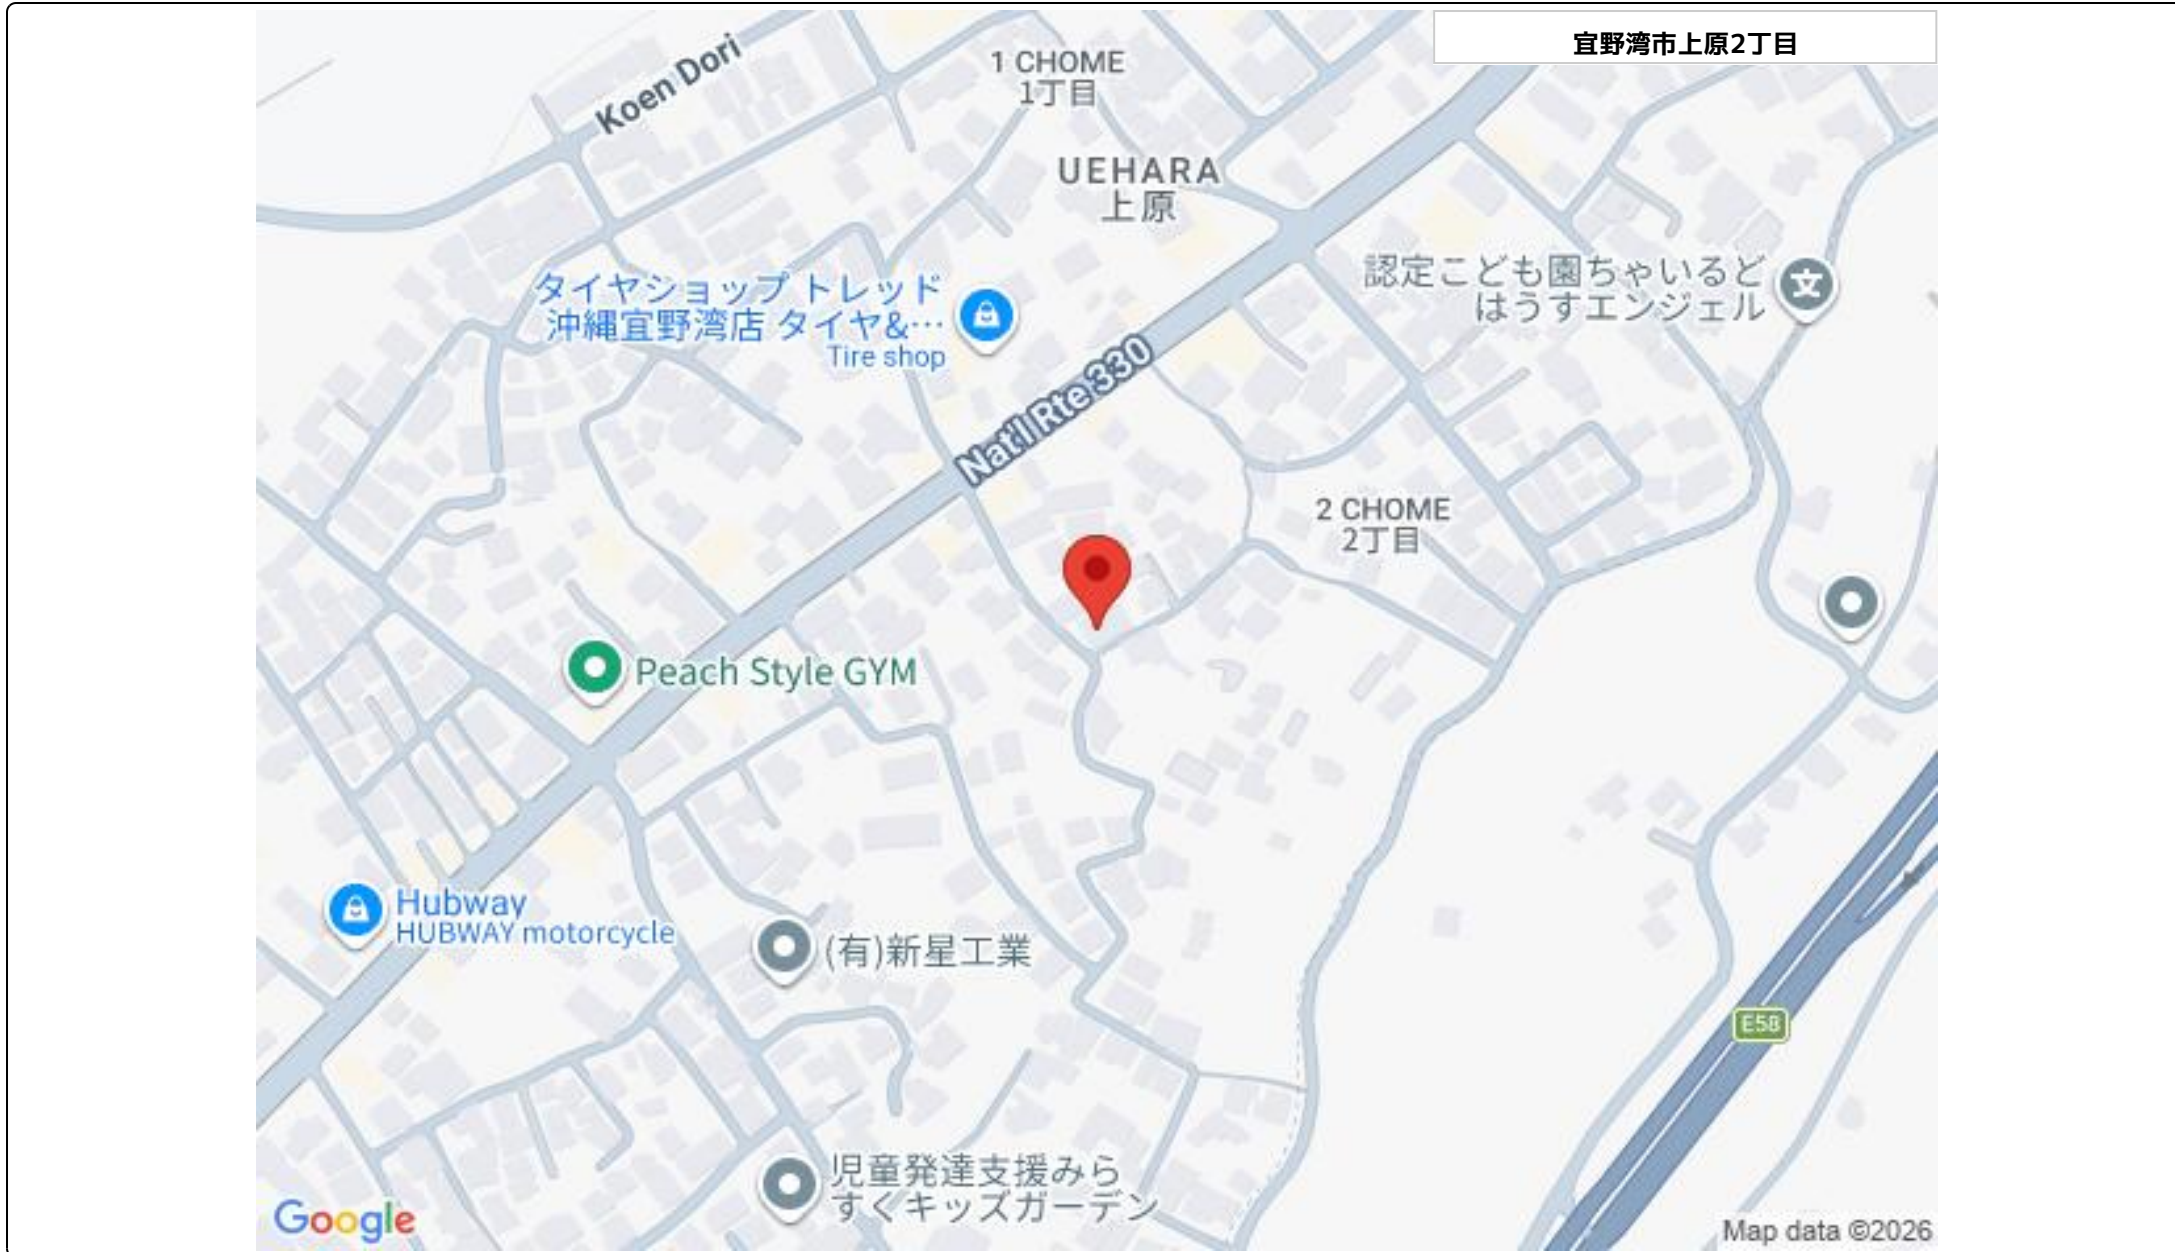 宜野湾市上原2丁目
Koen Dori
1 CHOME
1丁目
UEHARA
上原
認定こども園ちゃいるど
はうすエンジェル
タイヤショップ トレッド
沖縄宜野湾店 タイヤ&…
Tire shop
Nat'l Rte 330
2 CHOME
2丁目
Peach Style GYM
Hubway
HUBWAY motorcycle
(有)新星工業
E58
児童発達支援みら
すくキッズガーデン
Google
Map data ©2026